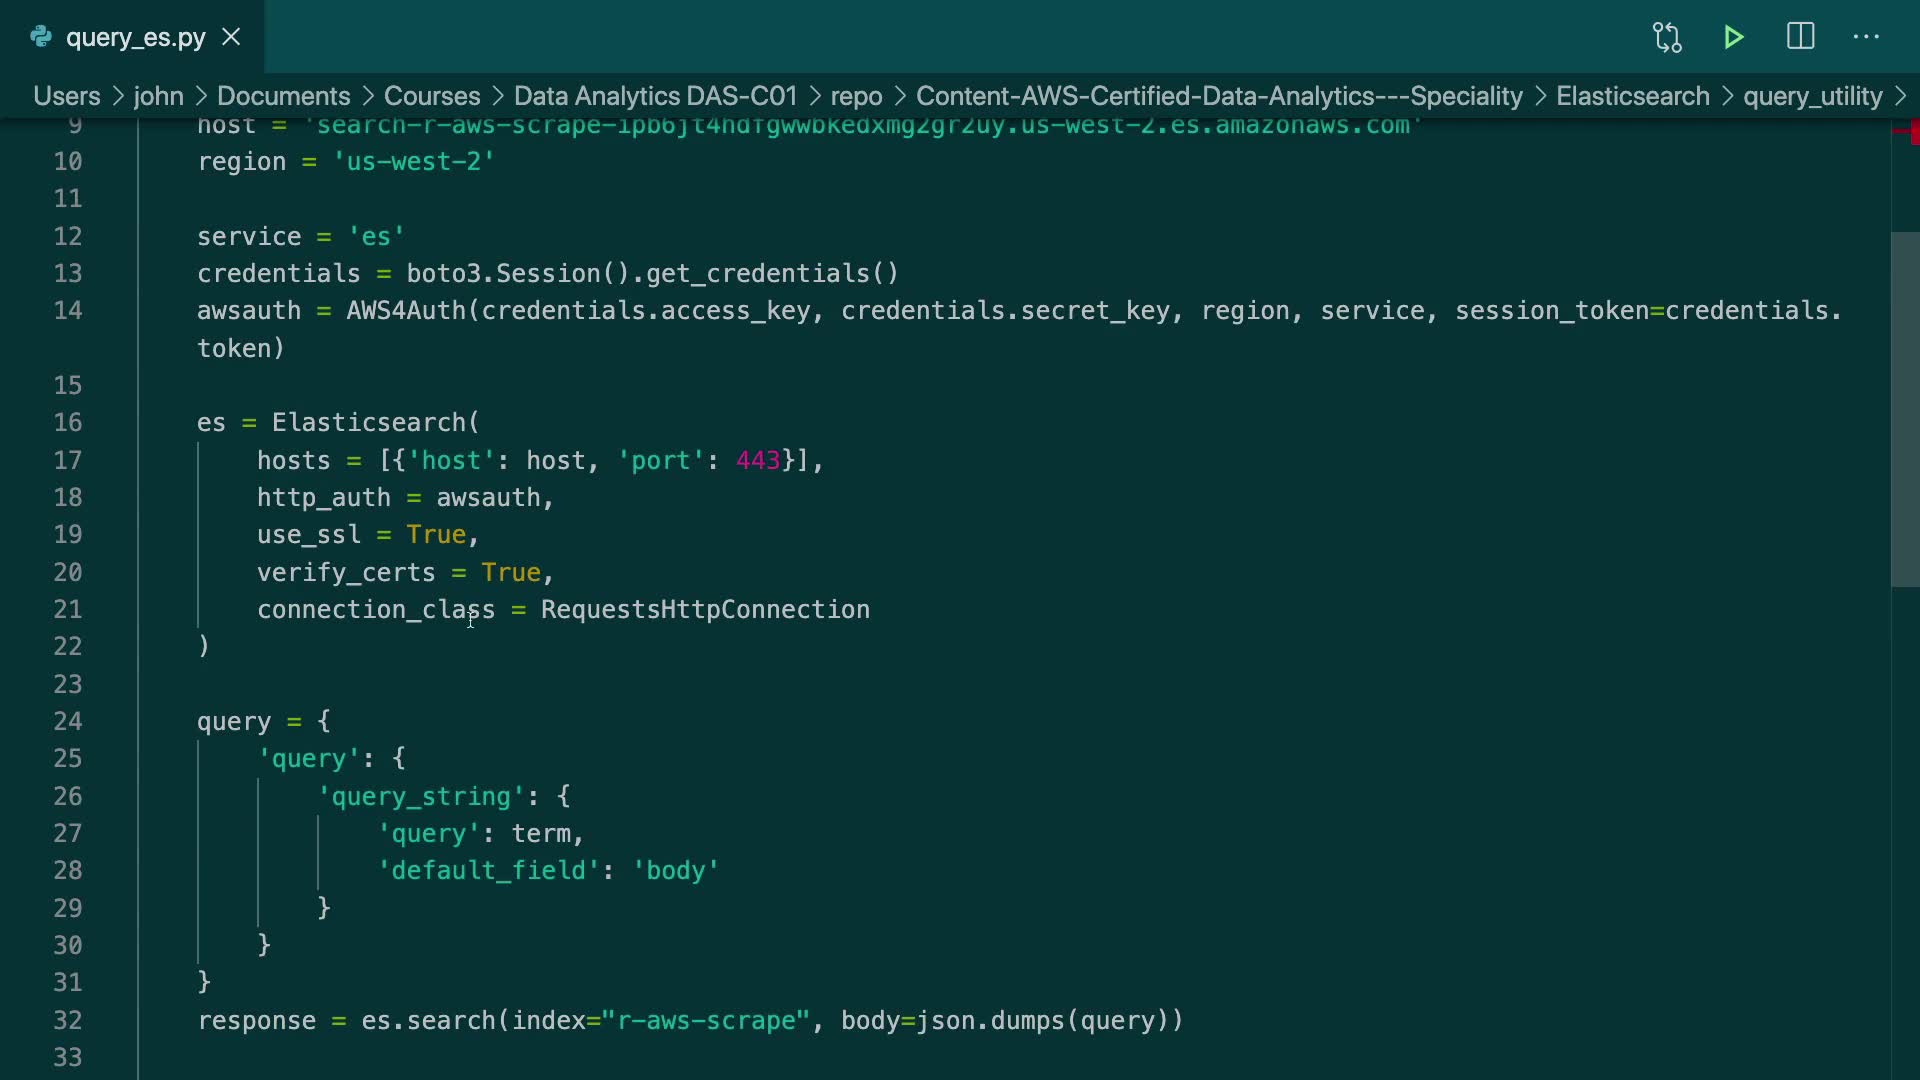 query_es.py
Users > john > Documents > Courses > Data Analytics DAS-C01 > repo > Content-AWS-Certified-Data-Analytics---Speciality > Elasticsearch > query_utility >
9 host = 'search-r-aws-scrape-ipb6jt4hdfgwwbkedxmg2gr2uy.us-west-2.es.amazonaws.com'
10 region = 'us-west-2'
11
12 service = 'es'
13 credentials = boto3.Session().get_credentials()
14 awsauth = AWS4Auth(credentials.access_key, credentials.secret_key, region, service, session_token=credentials.
token)
15
16 es = Elasticsearch(
17 hosts = [{'host': host, 'port': 443}],
18 http_auth = awsauth,
19 use_ssl = True,
20 verify_certs = True,
21 connection_class = RequestsHttpConnection
22 )
23
24 query = {
25 'query': {
26 'query_string': {
27 'query': term,
28 'default_field': 'body'
29 }
30 }
31 }
32 response = es.search(index="r-aws-scrape", body=json.dumps(query))
33